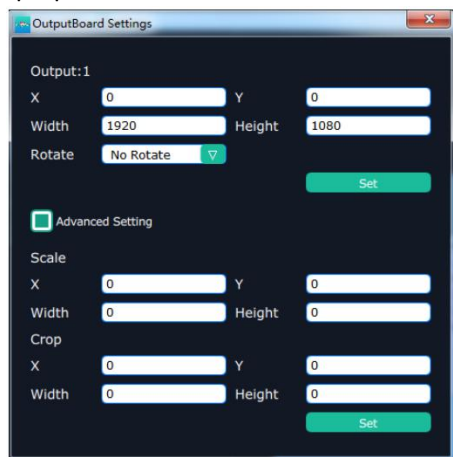 OutputBoard Settings
Output:1
X 0 Y 0
Width 1920 Height 1080
Rotate No Rotate
Set
Advanced Setting
Scale
X 0 Y 0
Width 0 Height 0
Crop
X 0 Y 0
Width 0 Height 0
Set